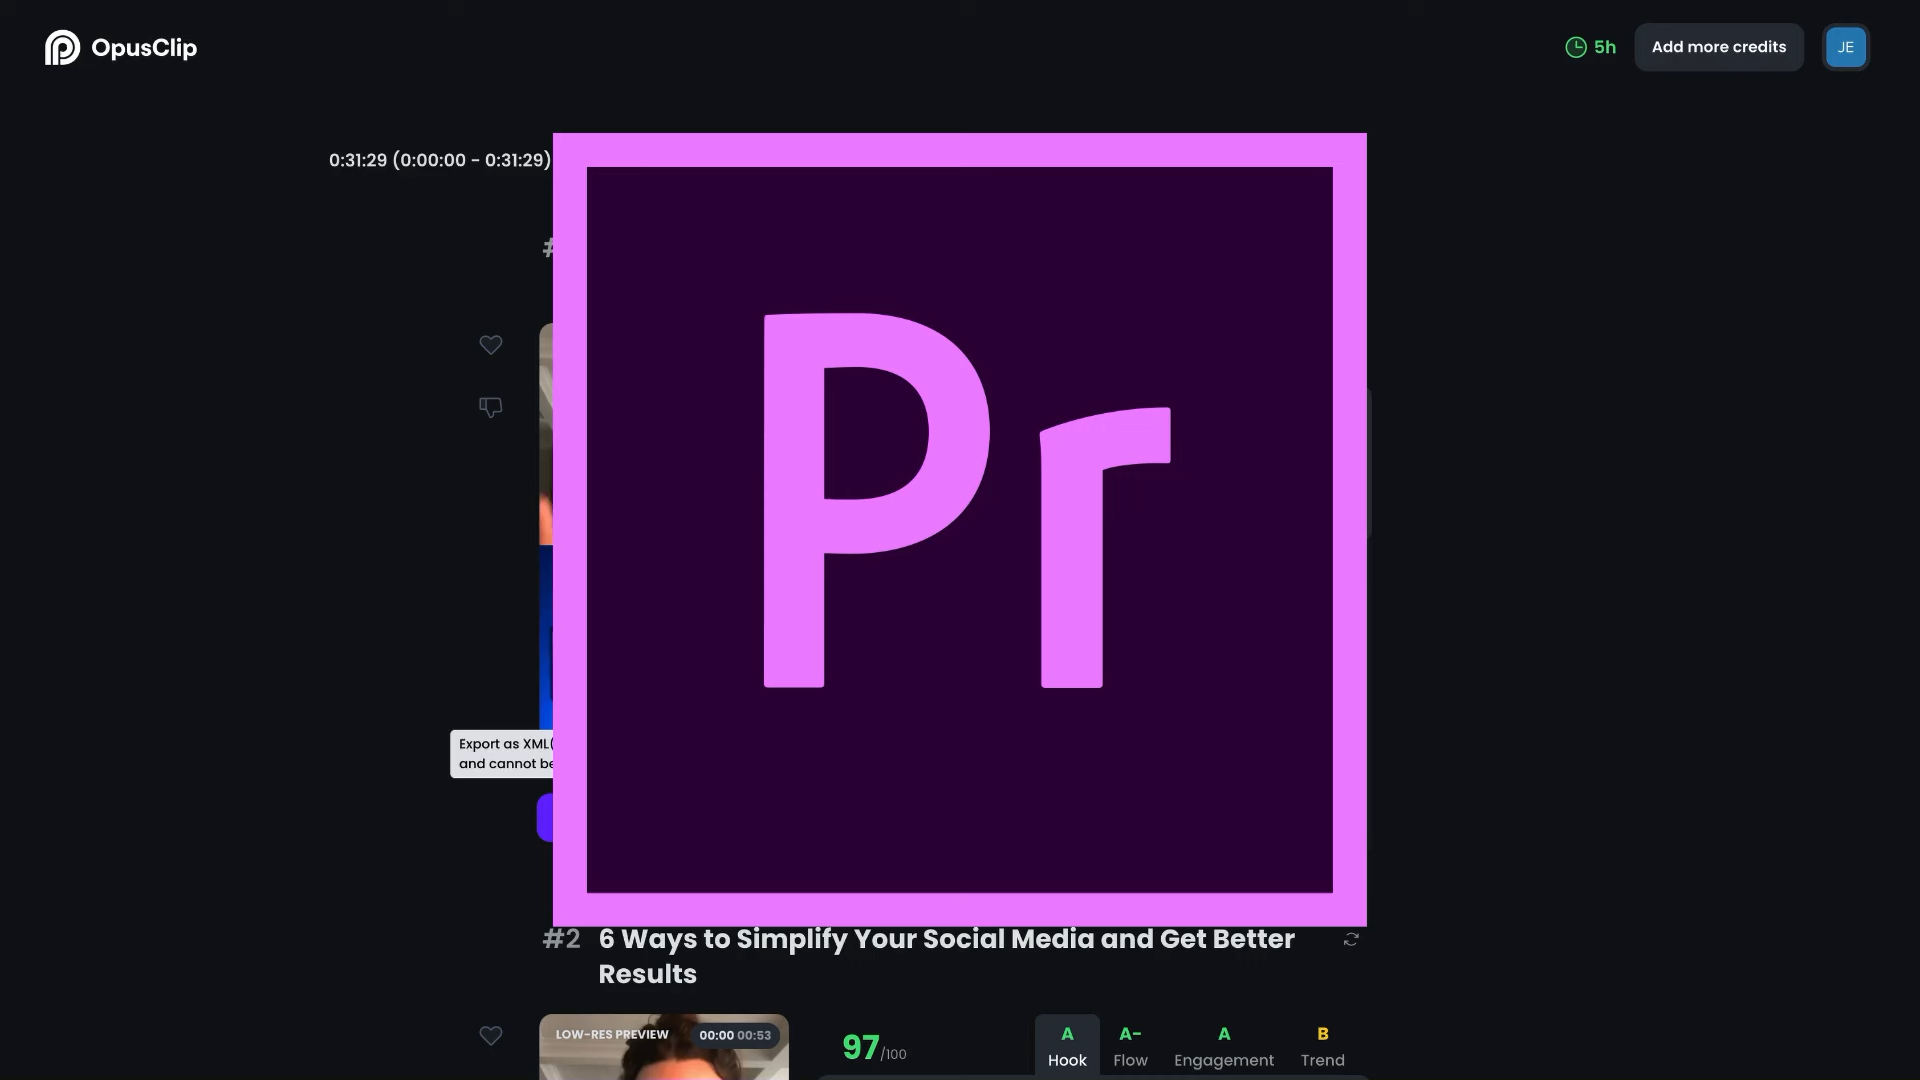 OpusClip
5h
Add more credits
JE
0:31:29 (0:00:00 - 0:31:29)
#
Pr
Export as XML(
and cannot be
#2 6 Ways to Simplify Your Social Media and Get Better
Results
LOW-RES PREVIEW 00:00 00:53
97/100
A Hook
A- Flow
A Engagement
B Trend